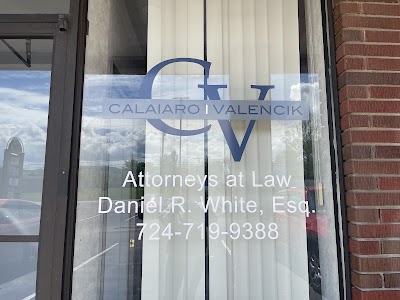 CV
CALAIARO | VALENCIK
Attorneys at Law
Daniel R. White, Esq.
724-719-9388